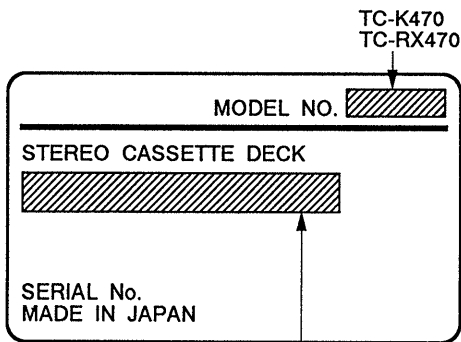 TC-K470
TC-RX470
MODEL NO.
STEREO CASSETTE DECK
SERIAL No.
MADE IN JAPAN